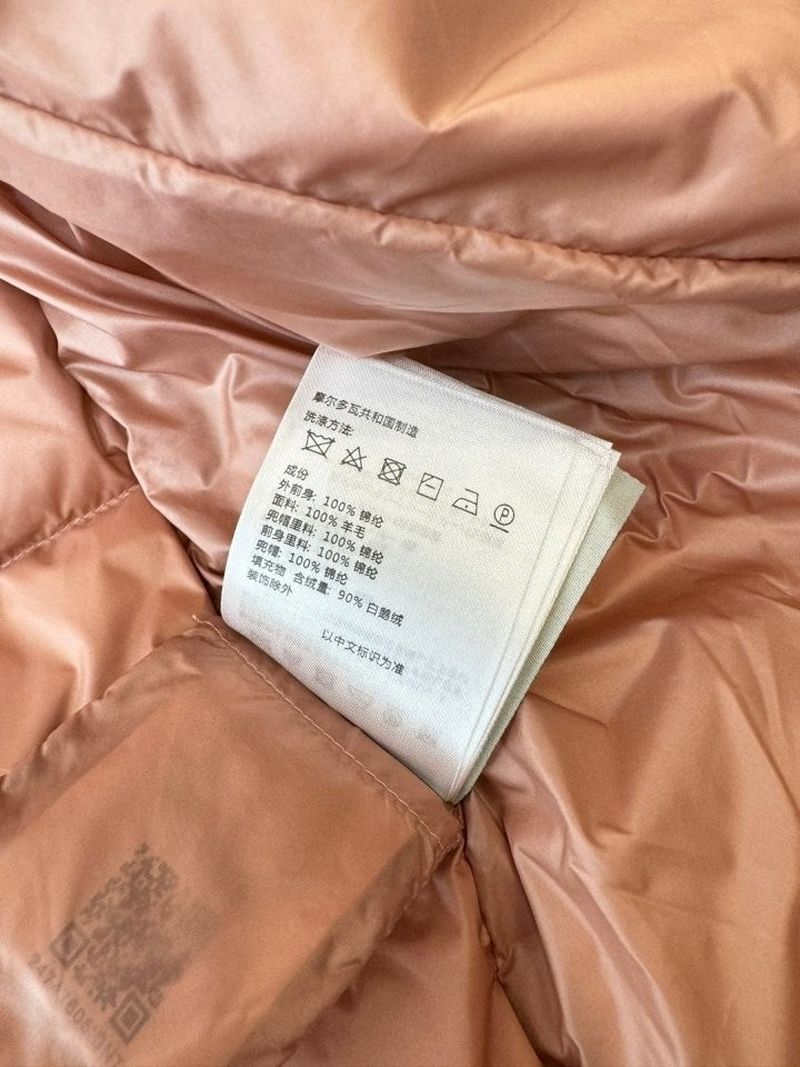 摩尔多瓦共和国制造
洗涤方法:
P
成份
外前身: 100% 锦纶
面料: 100% 羊毛
兜帽里料: 100% 锦纶
前身里料: 100% 锦纶
兜帽: 100% 锦纶
填充物 含绒量: 90% 白鹅绒
装饰除外
以中文标识为准